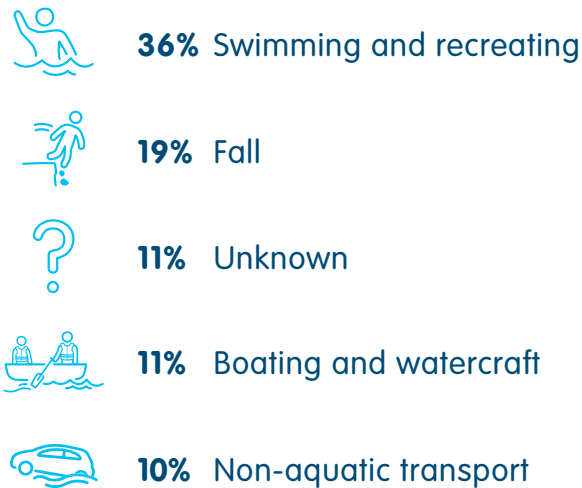 36% Swimming and recreating
19% Fall
?
11% Unknown
11% Boating and watercraft
10% Non-aquatic transport